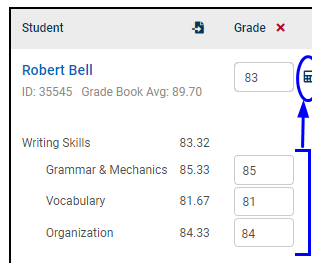 Student Grade ×
Robert Bell
83
ID: 35545 Grade Book Avg: 89.70
Writing Skills 83.32
Grammar & Mechanics 85.33 85
Vocabulary 81.67 81
Organization 84.33 84